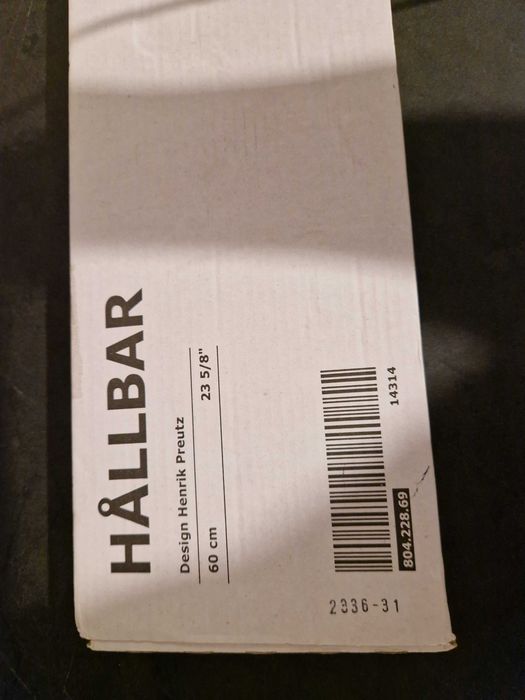 HÅLLBAR
Design Henrik Preutz
60 cm 23 5/8"
804.228.69 14314
2336-31